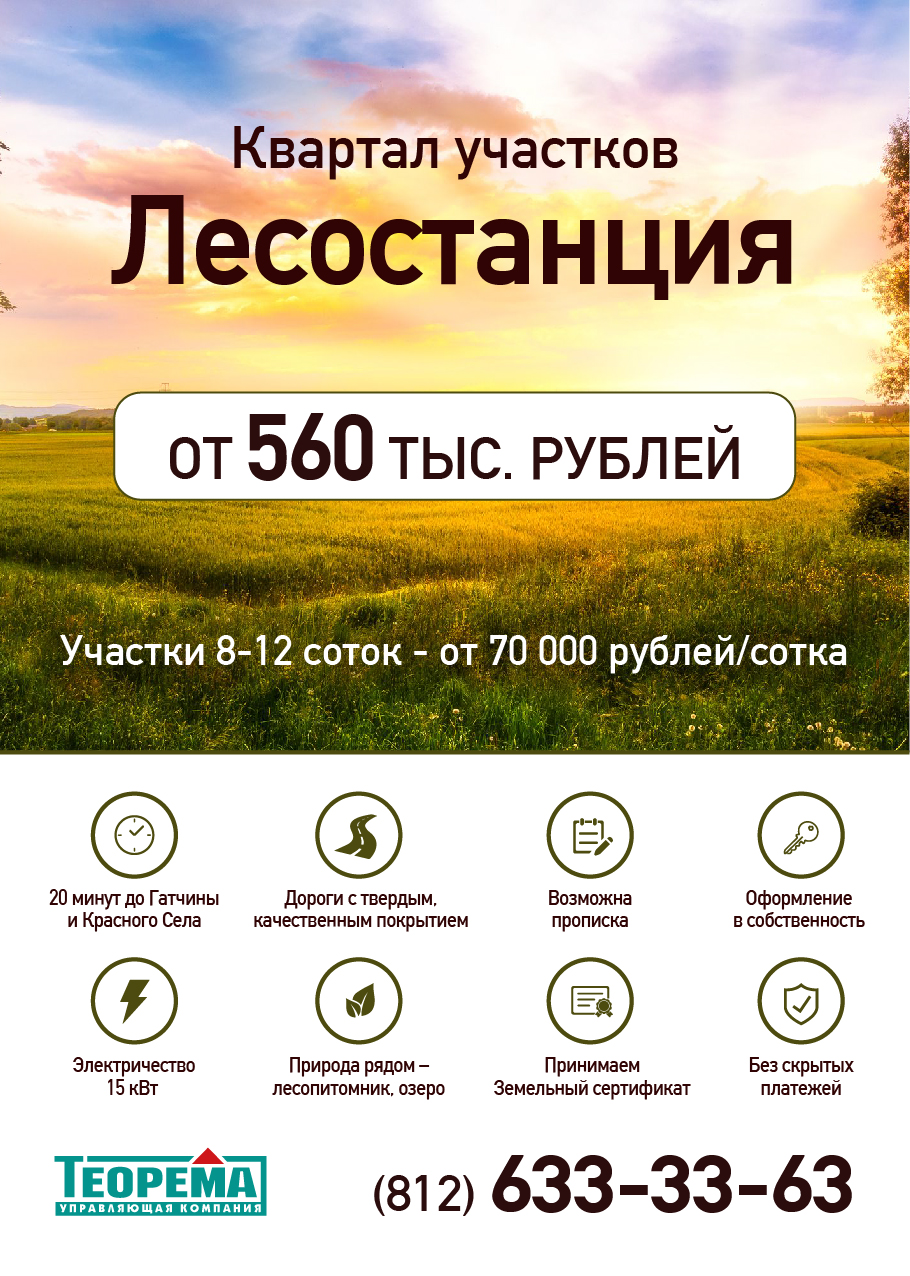 Квартал участков
Лесостанция
от 560 тыс. рублей
Участки 8-12 соток - от 70 000 рублей/сотка
20 минут до Гатчины
и Красного Села
Дороги с твердым,
качественным покрытием
Возможна
прописка
Оформление
в собственность
Электричество
15 кВт
Природа рядом –
лесопитомник, озеро
Принимаем
Земельный сертификат
Без скрытых
платежей
ТЕОРЕМА
УПРАВЛЯЮЩАЯ КОМПАНИЯ
(812) 633-33-63